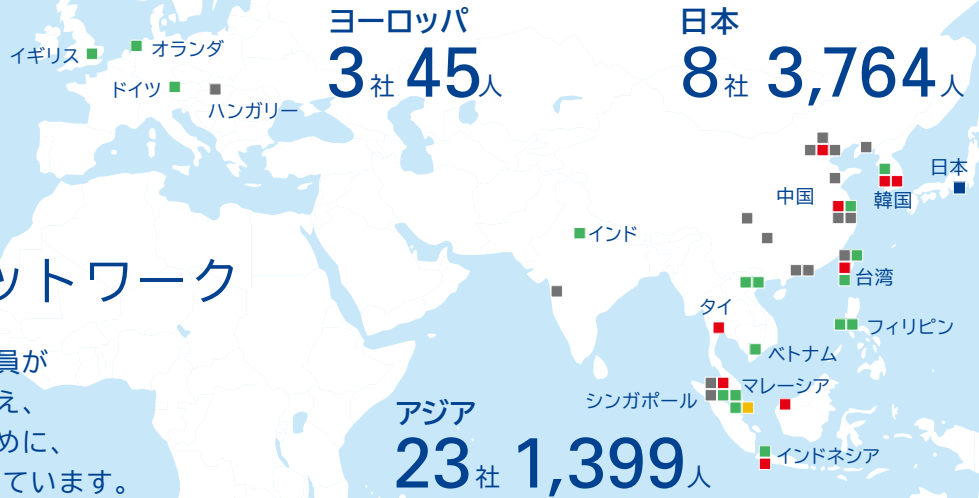 ヨーロッパ
3社 45人
日本
8社 3,764人
イギリス
オランダ
ドイツ
ハンガリー
日本
中国
韓国
インド
ットワーク
台湾
タイ
フィリピン
員が
ベトナム
え、
マレーシア
シンガポール
めに、
アジア
23社 1,399人
インドネシア
ています。